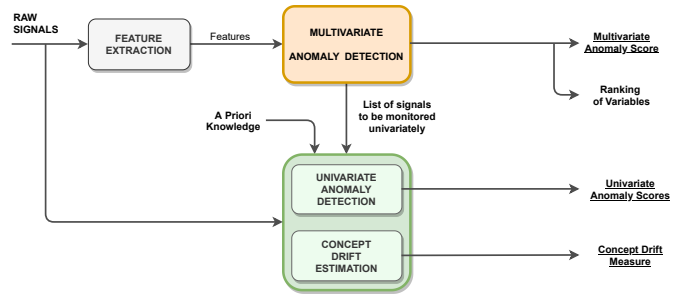 RAW
SIGNALS
FEATURE
EXTRACTION
Features
MULTIVARIATE
ANOMALY DETECTION
Multivariate
Anomaly Score
Ranking
of Variables
A Priori
Knowledge
List of signals
to be monitored
univariately
UNIVARIATE
ANOMALY
DETECTION
Univariate
Anomaly Scores
CONCEPT
DRIFT
ESTIMATION
Concept Drift
Measure